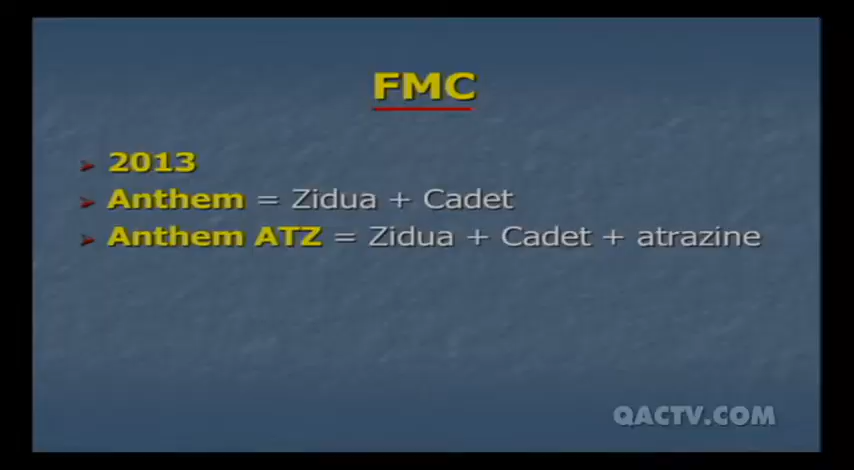 FMC
2013
Anthem = Zidua + Cadet
Anthem ATZ = Zidua + Cadet + atrazine
QACTV.COM